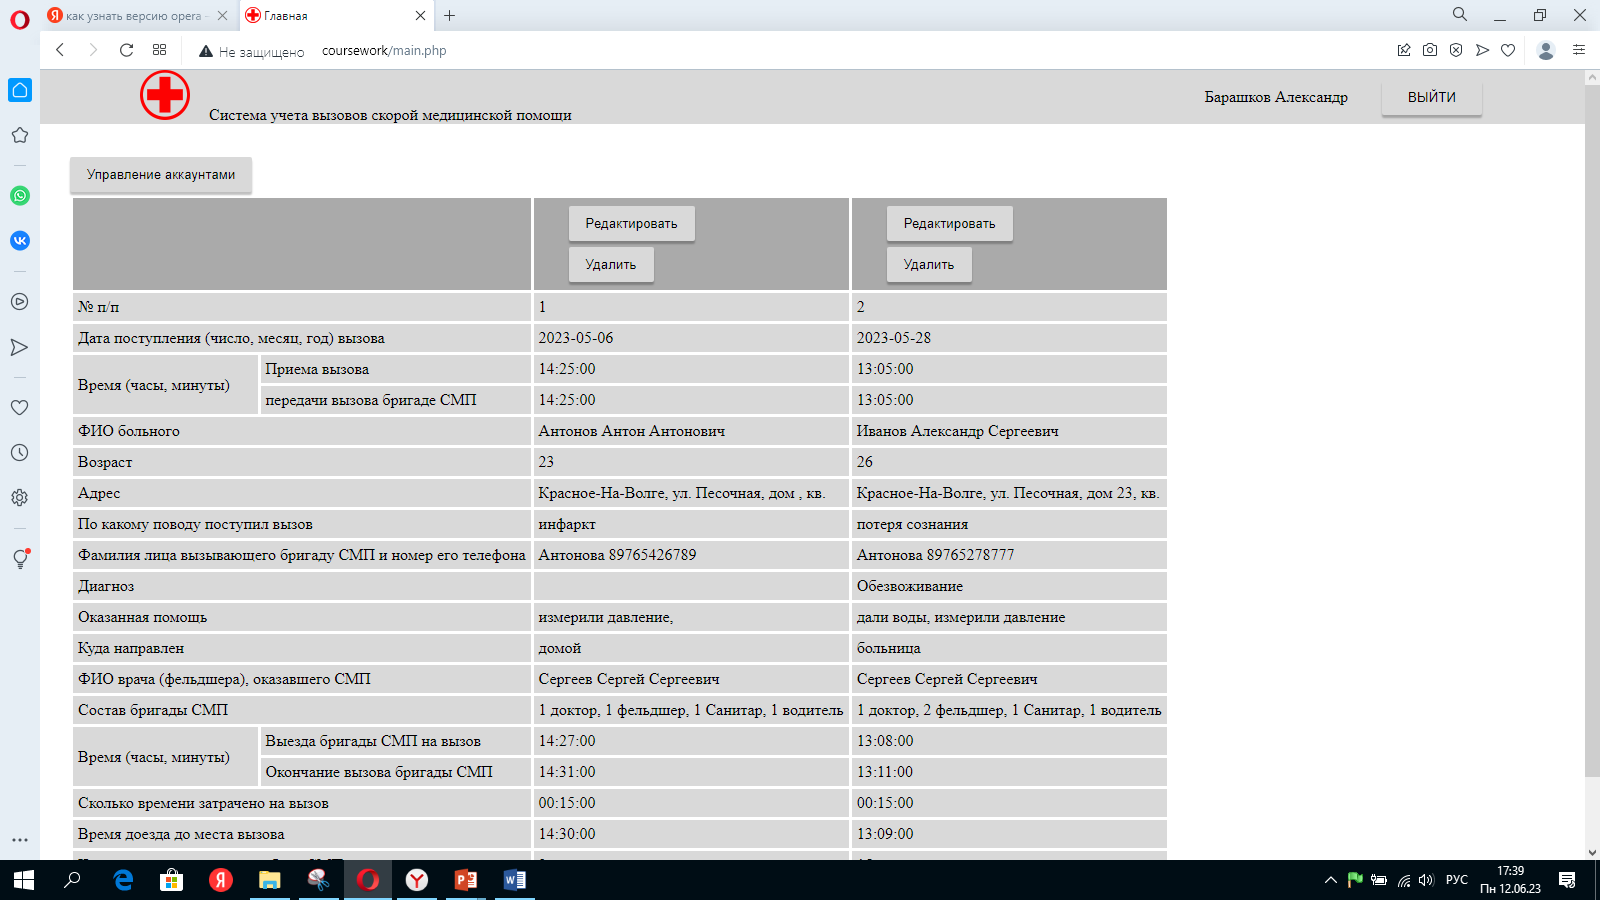 как узнать версию opera
Главная
Не защищено coursework/main.php
Система учета вызовов скорой медицинской помощи
Барашков Александр
ВЫЙТИ
Управление аккаунтами
Редактировать Редактировать
Удалить Удалить
№ п/п 1 2
Дата поступления (число, месяц, год) вызова 2023-05-06 2023-05-28
Время (часы, минуты) Приема вызова 14:25:00 13:05:00
передачи вызова бригаде СМП 14:25:00 13:05:00
ФИО больного Антонов Антон Антонович Иванов Александр Сергеевич
Возраст 23 26
Адрес Красное-На-Волге, ул. Песочная, дом , кв. Красное-На-Волге, ул. Песочная, дом 23, кв.
По какому поводу поступил вызов инфаркт потеря сознания
Фамилия лица вызывающего бригаду СМП и номер его телефона Антонова 89765426789 Антонова 89765278777
Диагноз Обезвоживание
Оказанная помощь измерили давление, дали воды, измерили давление
Куда направлен домой больница
ФИО врача (фельдшера), оказавшего СМП Сергеев Сергей Сергеевич Сергеев Сергей Сергеевич
Состав бригады СМП 1 доктор, 1 фельдшер, 1 Санитар, 1 водитель 1 доктор, 2 фельдшер, 1 Санитар, 1 водитель
Время (часы, минуты) Выезда бригады СМП на вызов 14:27:00 13:08:00
Окончание вызова бригады СМП 14:31:00 13:11:00
Сколько времени затрачено на вызов 00:15:00 00:15:00
Время доезда до места вызова 14:30:00 13:09:00
РУС
17:39
Пн 12.06.23